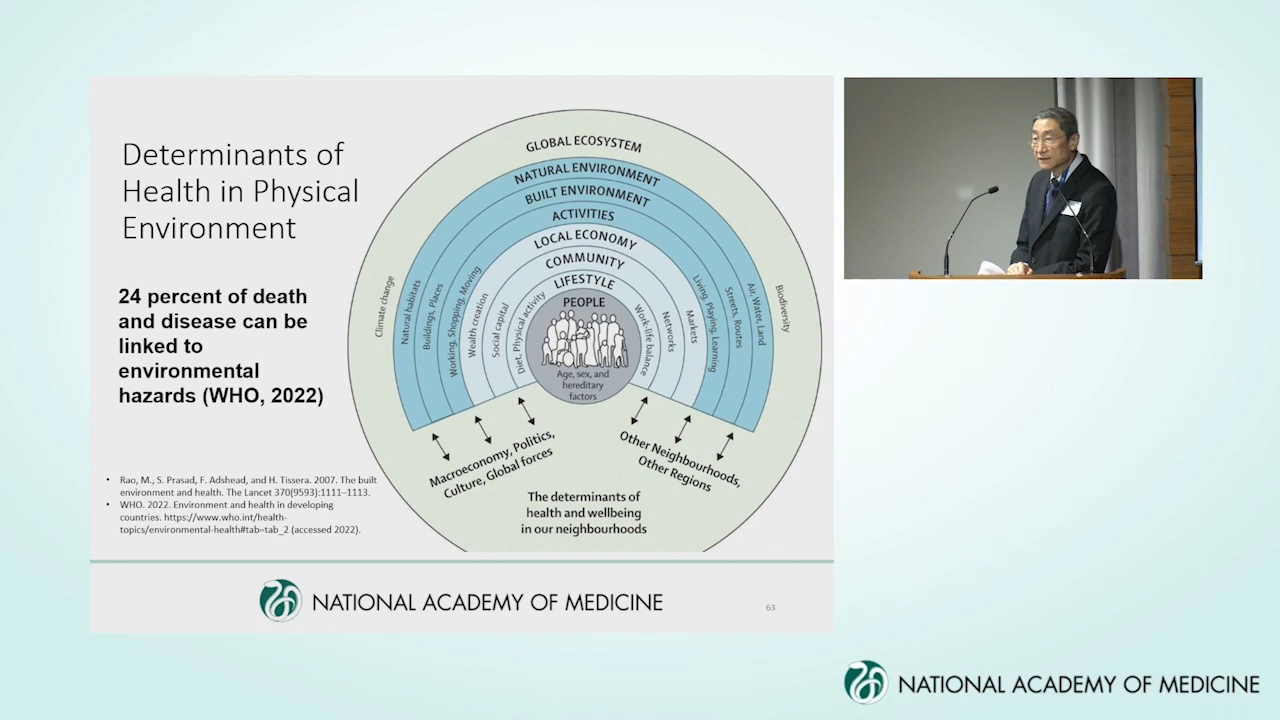 Determinants of
Health in Physical
Environment
24 percent of death
and disease can be
linked to
environmental
hazards (WHO, 2022)
• Rao, M., S. Prasad, F. Adshead, and H. Tissera. 2007. The built
environment and health. The Lancet 370(9593):1111–1113.
• WHO. 2022. Environment and health in developing
countries. https://www.who.int/health-
topics/environmental-health#tab=tab_2 (accessed 2022).
GLOBAL ECOSYSTEM
NATURAL ENVIRONMENT
BUILT ENVIRONMENT
ACTIVITIES
LOCAL ECONOMY
COMMUNITY
LIFESTYLE
PEOPLE
Age, sex, and
hereditary
factors
Climate change
Natural habitats
Buildings, Places
Working, Shopping, Moving
Wealth creation
Social capital
Diet, Physical activity
Work-life balance
Networks
Markets
Living, Playing, Learning
Streets, Routes
Air, Water, Land
Biodiversity
Macroeconomy, Politics,
Culture, Global forces
Other Neighbourhoods,
Other Regions
The determinants of
health and wellbeing
in our neighbourhoods
NATIONAL ACADEMY OF MEDICINE
63
NATIONAL ACADEMY OF MEDICINE